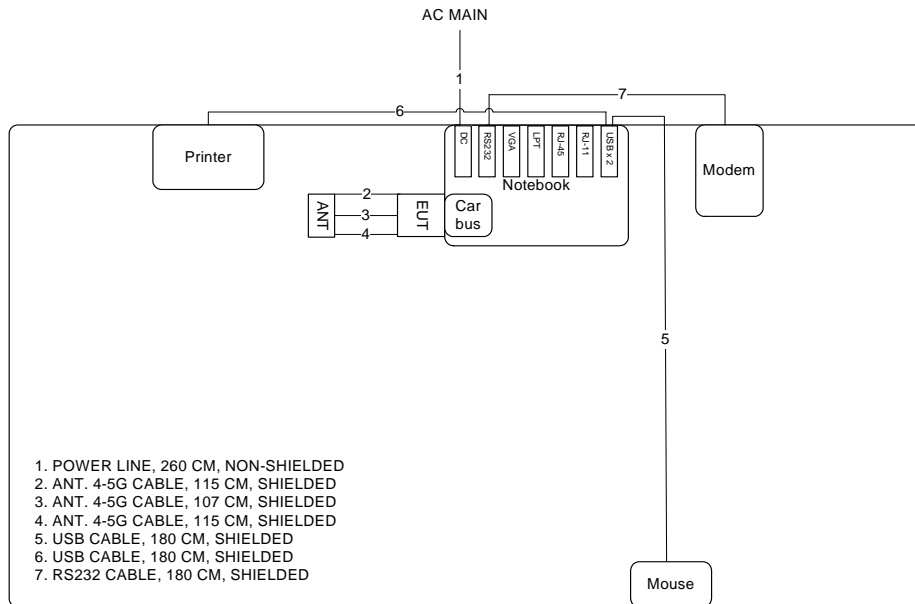 AC MAIN
1
7
6
DC
RS232
VGA
LPT
RJ-45
RJ-11
USB x 2
Printer
Notebook
Modem
ANT
2
3
4
EUT
Car
bus
5
1. POWER LINE, 260 CM, NON-SHIELDED
2. ANT. 4-5G CABLE, 115 CM, SHIELDED
3. ANT. 4-5G CABLE, 107 CM, SHIELDED
4. ANT. 4-5G CABLE, 115 CM, SHIELDED
5. USB CABLE, 180 CM, SHIELDED
6. USB CABLE, 180 CM, SHIELDED
7. RS232 CABLE, 180 CM, SHIELDED
Mouse